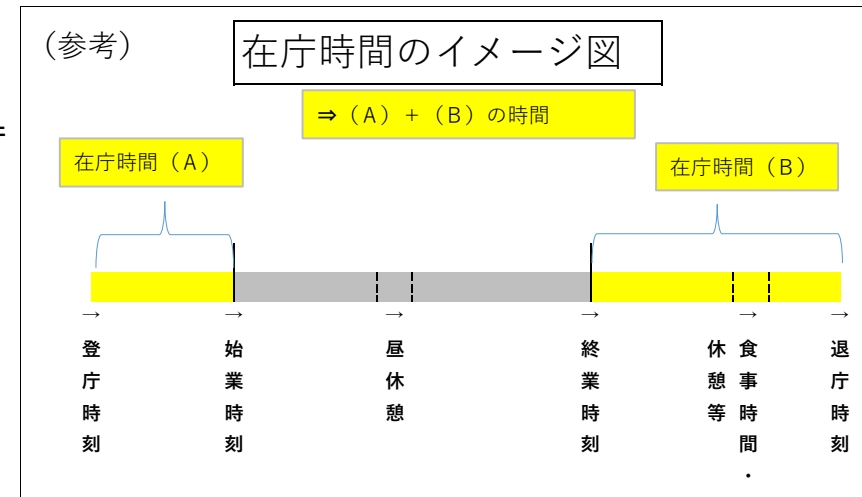 （参考）
在庁時間のイメージ図
⇒（A）+（B）の時間
在庁時間（A）
在庁時間（B）
→ → → → → →
登庁時刻
始業時刻
昼休憩
終業時刻
食事時間・
休憩等
退庁時刻